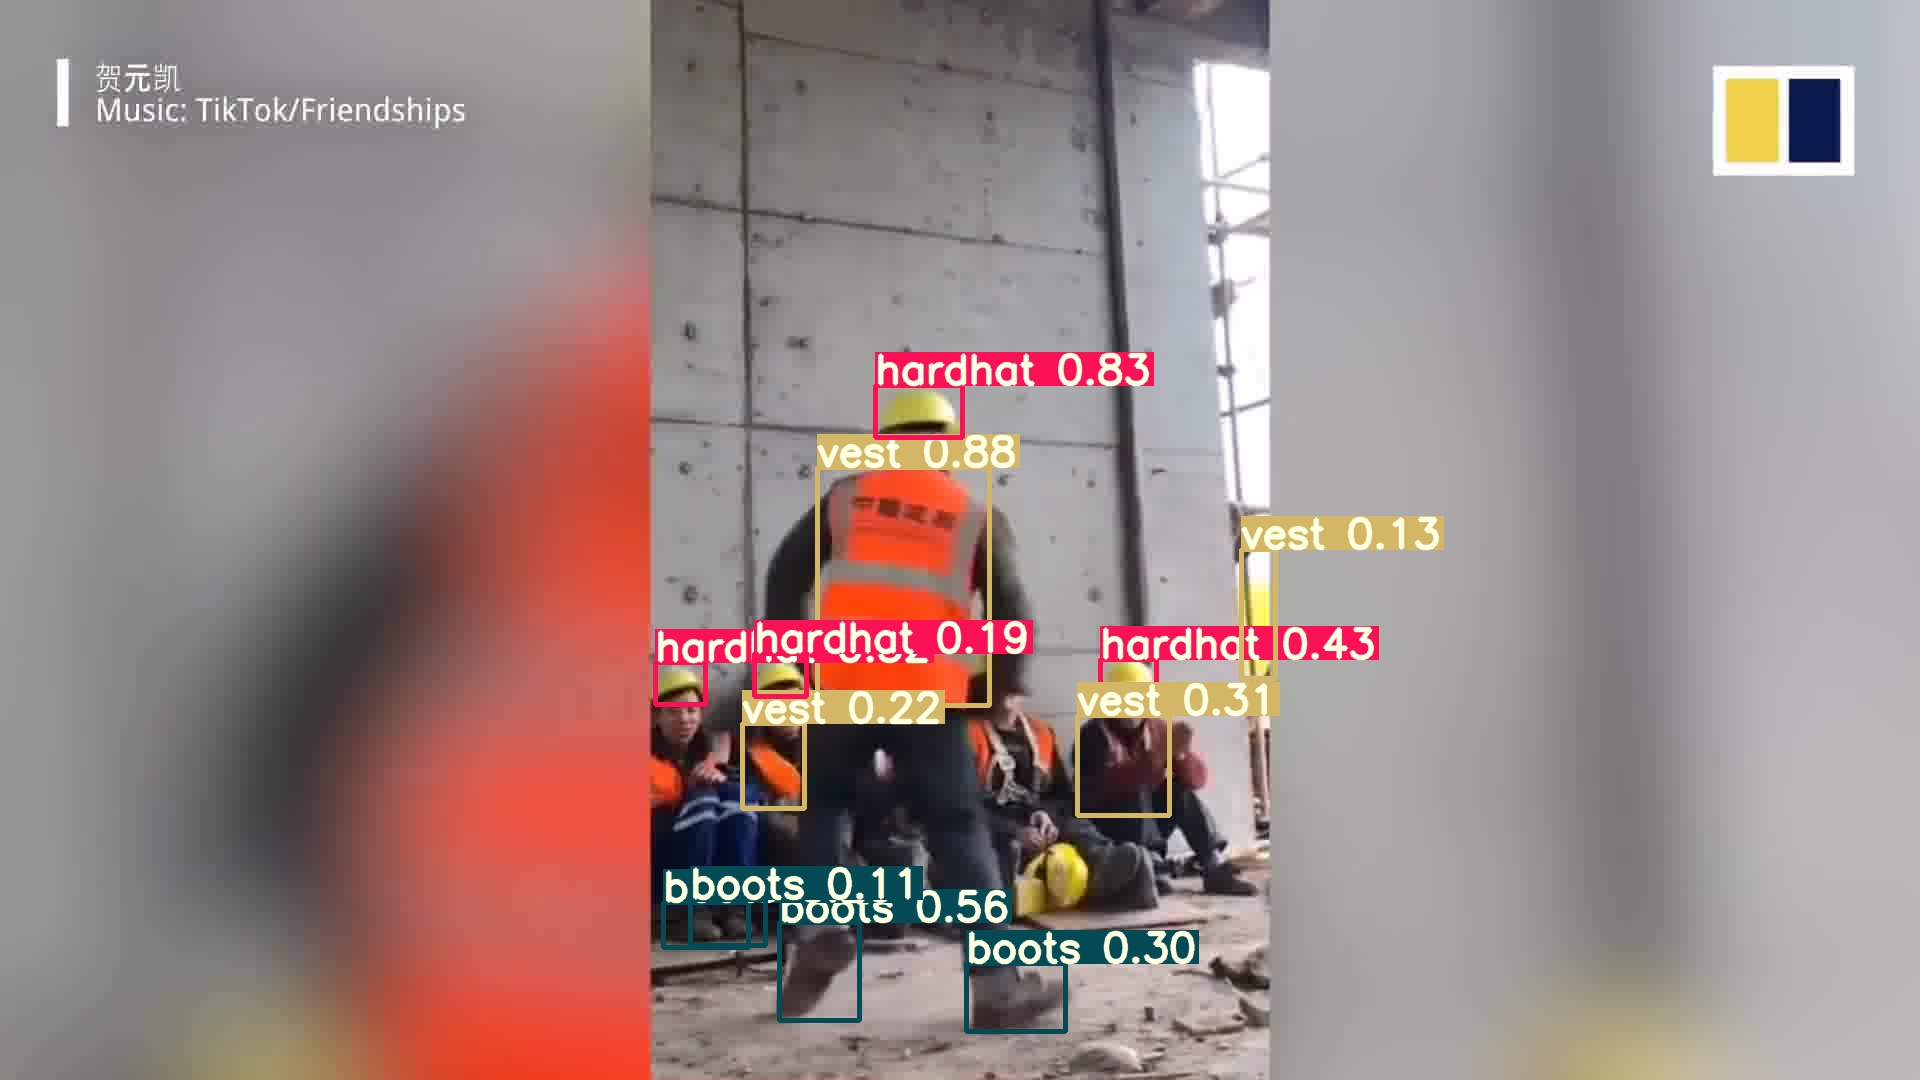 贺元凯
Music: TikTok/Friendships
hardhat 0.83
vest 0.88
vest 0.13
hardhat 0.19
hardhat 0.43
vest 0.22
vest 0.31
boots 0.11
boots 0.56
boots 0.30